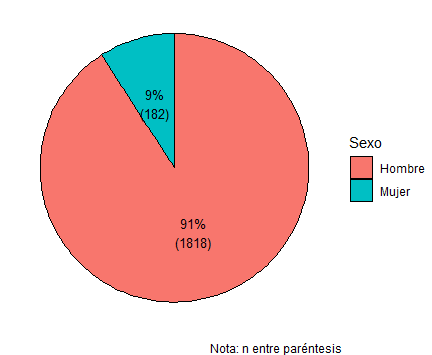 9%
(182)
Sexo
Hombre
Mujer
91%
(1818)
Nota: n entre paréntesis